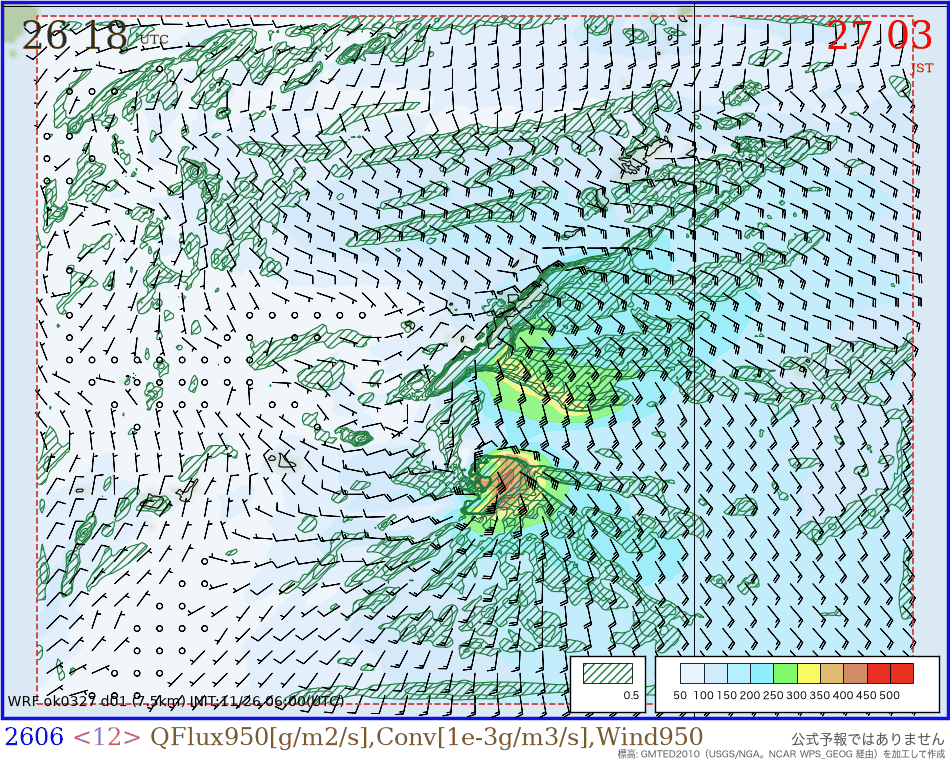 26 18 UTC
27 03
JST
0.5
50 100 150 200 250 300 350 400 450 500
WRF ok0327 d01 (7.5km) INIT:11/26 06:00(UTC)
2606 <12> QFlux950[g/m2/s],Conv[1e-3g/m3/s],Wind950
公式予報ではありません
標高: GMTED2010（USGS/NGA。NCAR WPS_GEOG 経由）を加工して作成